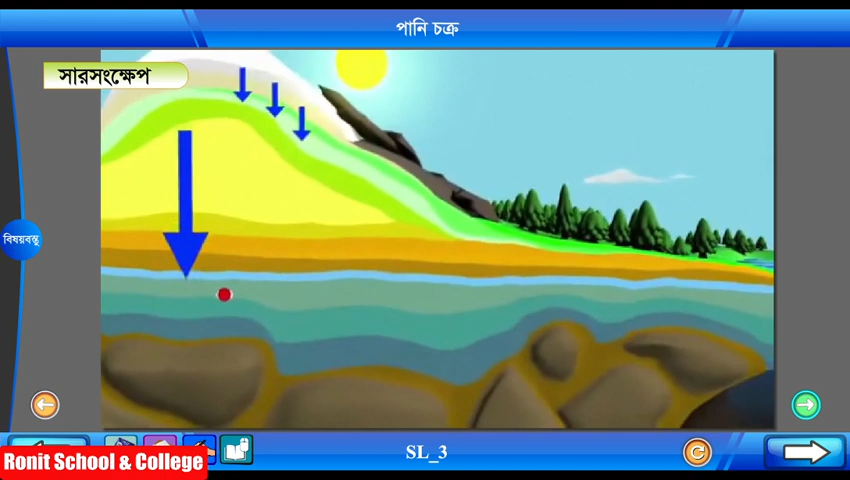 পানি চক্র
সারসংক্ষেপ
বিষয়বস্তু
SL_3
Ronit School & College